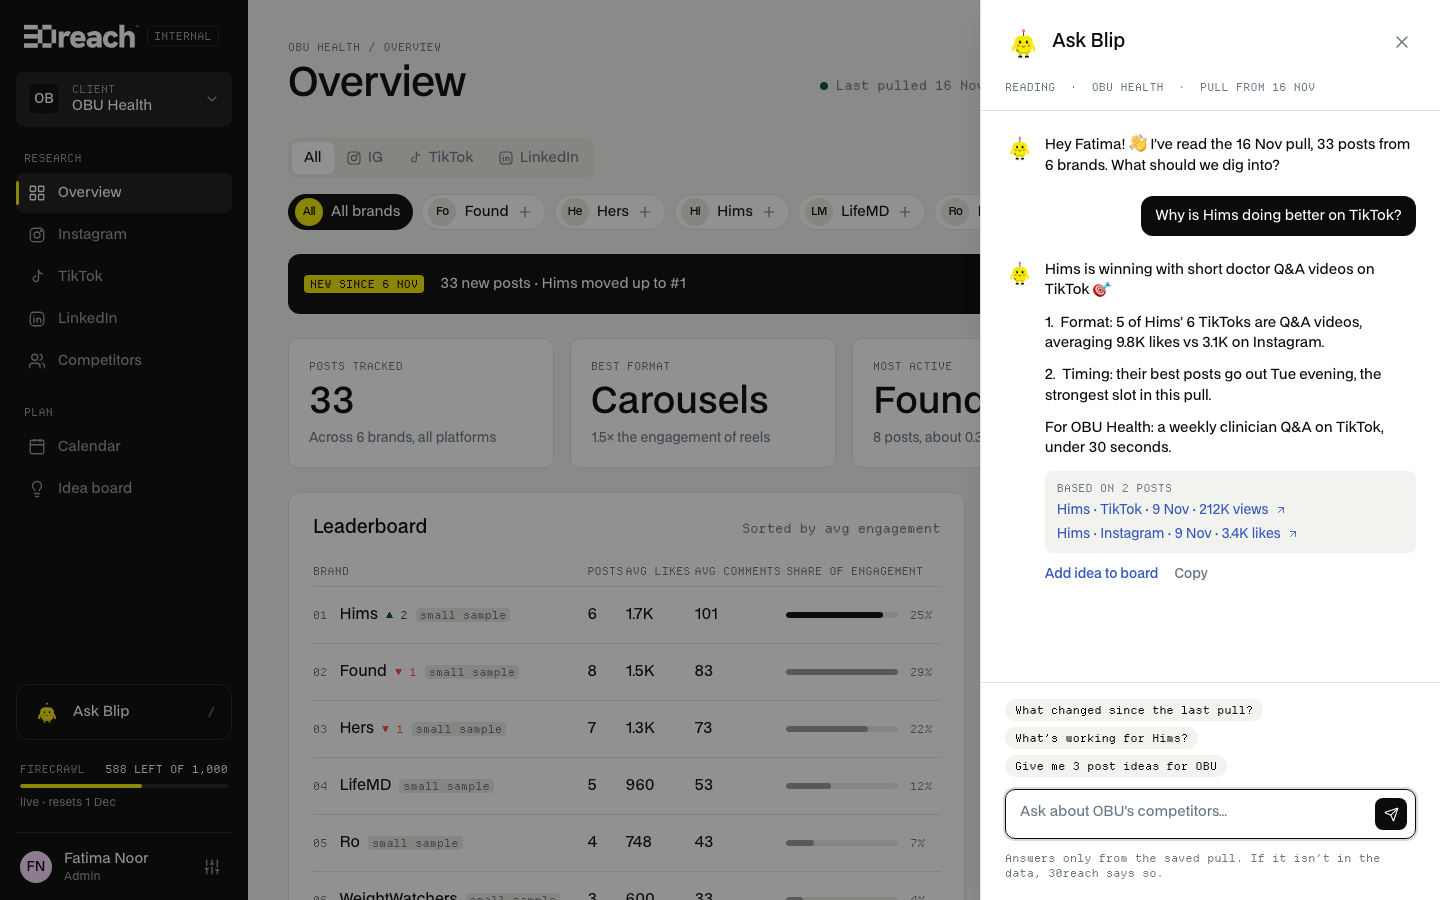 30reach INTERNAL
OB
CLIENT
OBU Health
RESEARCH
Overview
Instagram
TikTok
LinkedIn
Competitors
PLAN
Calendar
Idea board
Ask Blip /
FIRECRAWL 588 LEFT OF 1,000
live · resets 1 Dec
FN
Fatima Noor
Admin
OBU HEALTH / OVERVIEW
Overview
Last pulled 16 Nov
All IG TikTok LinkedIn
All All brands Fo Found + He Hers + Hi Hims + LM LifeMD + Ro
NEW SINCE 6 NOV 33 new posts · Hims moved up to #1
POSTS TRACKED
33
Across 6 brands, all platforms
BEST FORMAT
Carousels
1.5× the engagement of reels
MOST ACTIVE
Found
8 posts, about 0.3
Leaderboard Sorted by avg engagement
BRAND POSTS AVG LIKES AVG COMMENTS SHARE OF ENGAGEMENT
01 Hims ▲ 2 small sample 6 1.7K 101 25%
02 Found ▼ 1 small sample 8 1.5K 83 29%
03 Hers ▼ 1 small sample 7 1.3K 73 22%
04 LifeMD small sample 5 960 53 12%
05 Ro small sample 4 748 43 7%
06 WeightWatchers small sample 3 600 33 4%
Ask Blip
READING · OBU HEALTH · PULL FROM 16 NOV
Hey Fatima! 👋 I've read the 16 Nov pull, 33 posts from
6 brands. What should we dig into?
Why is Hims doing better on TikTok?
Hims is winning with short doctor Q&A videos on
TikTok 🎯
1. Format: 5 of Hims' 6 TikToks are Q&A videos,
averaging 9.8K likes vs 3.1K on Instagram.
2. Timing: their best posts go out Tue evening, the
strongest slot in this pull.
For OBU Health: a weekly clinician Q&A on TikTok,
under 30 seconds.
BASED ON 2 POSTS
Hims · TikTok · 9 Nov · 212K views ↗
Hims · Instagram · 9 Nov · 3.4K likes ↗
Add idea to board Copy
What changed since the last pull?
What's working for Hims?
Give me 3 post ideas for OBU
Ask about OBU's competitors…
Answers only from the saved pull. If it isn't in the
data, 30reach says so.